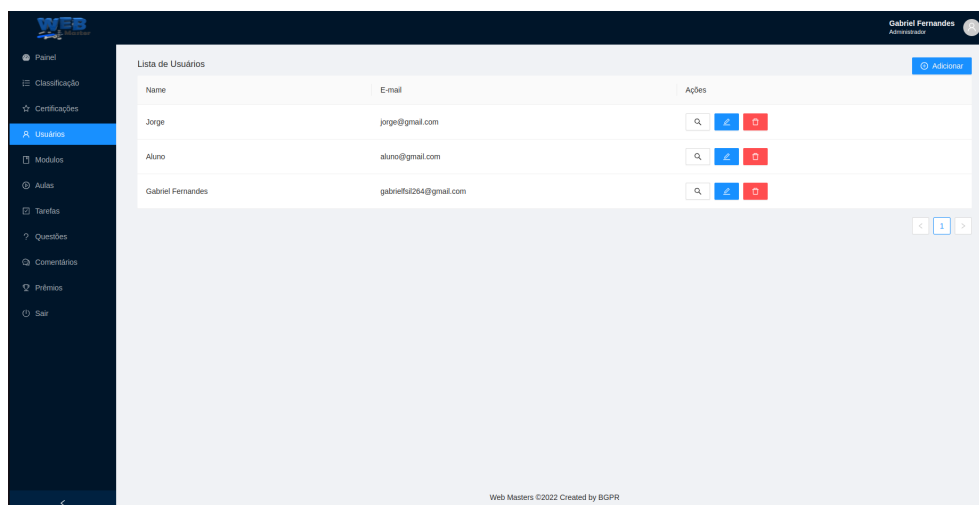 WEB
Master
Gabriel Fernandes
Administrador
Painel
Classificação
Certificações
Usuários
Modulos
Aulas
Tarefas
Questões
Comentários
Prêmios
Sair
Lista de Usuários
Adicionar
Name E-mail Ações
Jorge jorge@gmail.com
Aluno aluno@gmail.com
Gabriel Fernandes gabrielfsil264@gmail.com
< 1 >
Web Masters ©2022 Created by BGPR